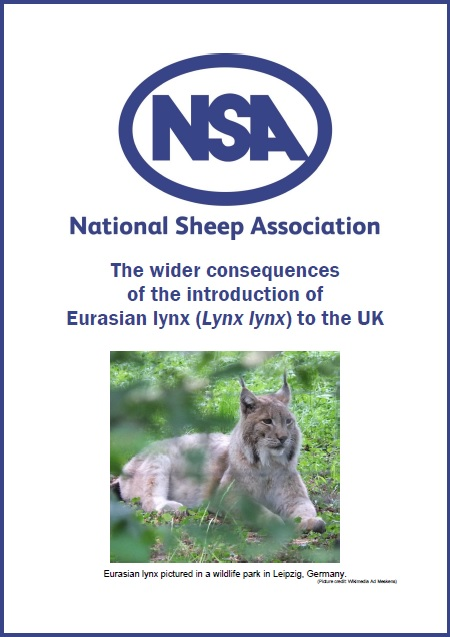 NSA
National Sheep Association
The wider consequences
of the introduction of
Eurasian lynx (Lynx lynx) to the UK
Eurasian lynx pictured in a wildlife park in Leipzig, Germany.
(Picture credit: Wikimedia Ad Meskens)